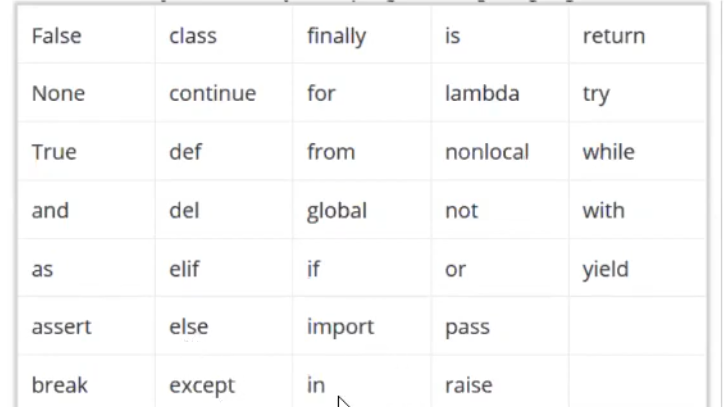 False class finally is return
None continue for lambda try
True def from nonlocal while
and del global not with
as elif if or yield
assert else import pass
break except in raise